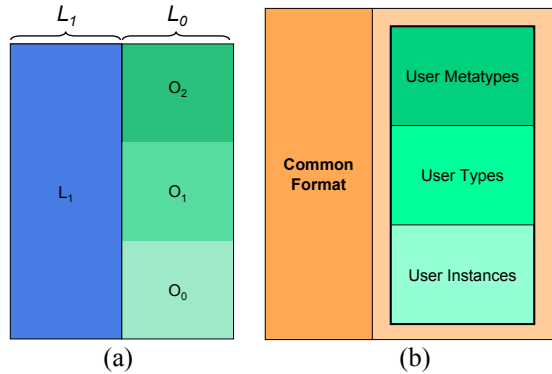 L₁ L₀
L₁
O₂
O₁
O₀
(a)
Common
Format
User Metatypes
User Types
User Instances
(b)